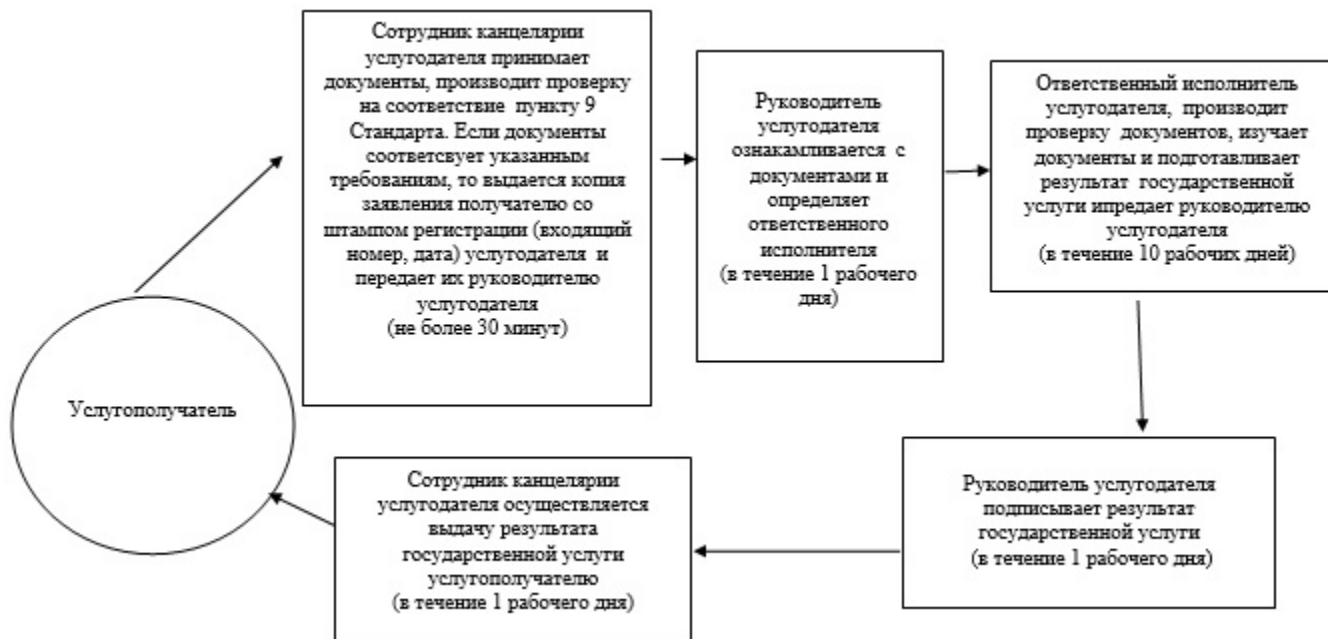 Сотрудник канцелярии
услугодателя принимает
документы, производит проверку
на соответствие пункту 9
Стандарта. Если документы
соответсвует указанным
требованиям, то выдается копия
заявления получателю со
штампом регистрации (входящий
номер, дата) услугодателя и
передает их руководителю
услугодателя
(не более 30 минут)
Руководитель
услугодателя
ознакамливается с
документами и
определяет
ответственного
исполнителя
(в течение 1 рабочего
дня)
Ответственный исполнитель
услугодателя, производит
проверку документов, изучает
документы и подготавливает
результат государственной
услуги ипредает руководителю
услугодателя
(в течение 10 рабочих дней)
Услугополучатель
Сотрудник канцелярии
услугодателя осуществляется
выдачу результата
государственной услуги
услугополучателю
(в течение 1 рабочего дня)
Руководитель услугодателя
подписывает результат
государственной услуги
(в течение 1 рабочего дня)